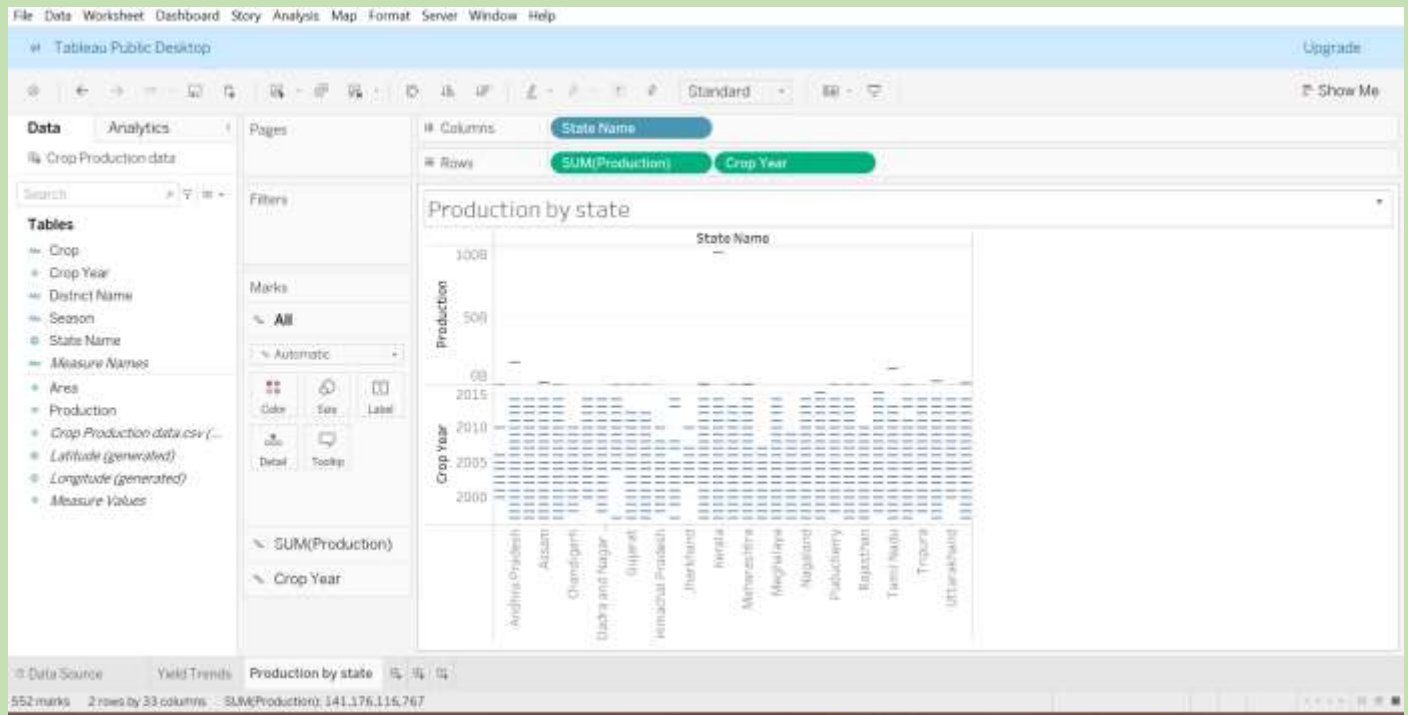 File Data Worksheet Dashboard Story Analysis Map Format Server Window Help
Tableau Public Desktop
Upgrade
Standard
Show Me
Data Analytics
Crop Production data
Search
Tables
Abc Crop
Crop Year
Abc District Name
Abc Season
State Name
Abc Measure Names
Area
Production
Crop Production data.csv (...
Latitude (generated)
Longitude (generated)
Measure Values
Pages
Filters
Marks
All
Automatic
Color Size Label
Detail Tooltip
SUM(Production)
Crop Year
Columns State Name
Rows SUM(Production) Crop Year
Production by state
State Name
100B
50B
0B
Production
2015
2010
2005
2000
Crop Year
Andhra Pradesh
Assam
Chandigarh
Dadra and Nagar ..
Gujarat
Himachal Pradesh
Jharkhand
Kerala
Maharashtra
Meghalaya
Nagaland
Puducherry
Rajasthan
Tamil Nadu
Tripura
Uttarakhand
Data Source Yield Trends Production by state
552 marks 2 rows by 33 columns SUM(Production): 141,176,116,767